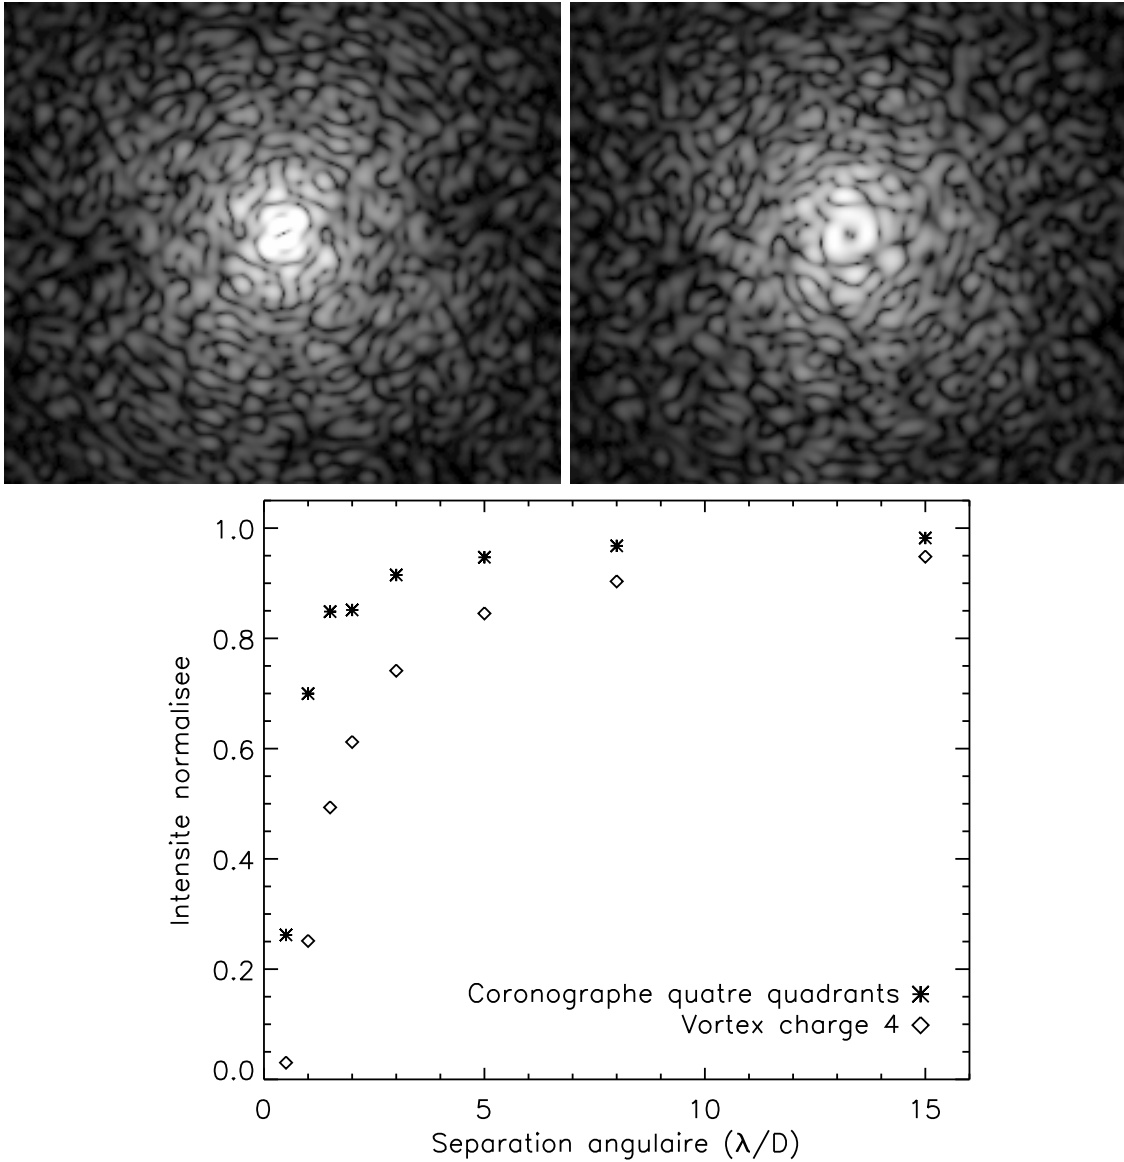 1.0
0.8
0.6
0.4
0.2
0.0
Intensite normalisee
Coronographe quatre quadrants
Vortex charge 4
0 5 10 15
Separation angulaire (λ/D)